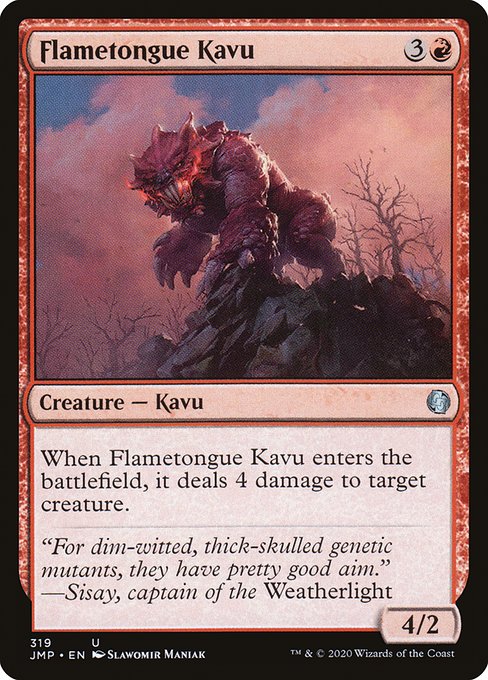 Flametongue Kavu 3
Creature — Kavu
When Flametongue Kavu enters the
battlefield, it deals 4 damage to target
creature.
“For dim-witted, thick-skulled genetic
mutants, they have pretty good aim.”
—Sisay, captain of the Weatherlight
4/2
319 U
JMP • EN Slawomir Maniak
™ & © 2020 Wizards of the Coast